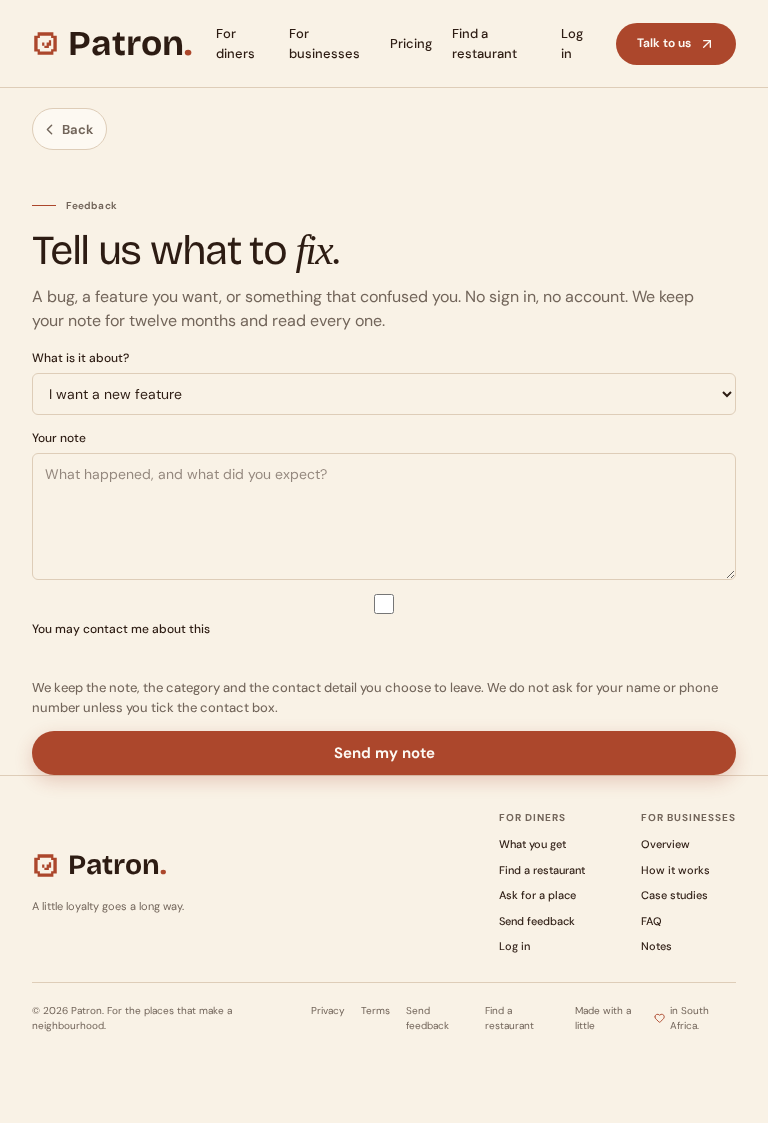 Patron.
For diners
For businesses
Pricing
Find a restaurant
Log in
Talk to us
Back
Feedback
Tell us what to fix.
A bug, a feature you want, or something that confused you. No sign in, no account. We keep
your note for twelve months and read every one.
What is it about?
I want a new feature
Your note
What happened, and what did you expect?
You may contact me about this
We keep the note, the category and the contact detail you choose to leave. We do not ask for your name or phone
number unless you tick the contact box.
Send my note
Patron.
A little loyalty goes a long way.
FOR DINERS
What you get
Find a restaurant
Ask for a place
Send feedback
Log in
FOR BUSINESSES
Overview
How it works
Case studies
FAQ
Notes
© 2026 Patron. For the places that make a
neighbourhood.
Privacy
Terms
Send
feedback
Find a
restaurant
Made with a
little
in South
Africa.